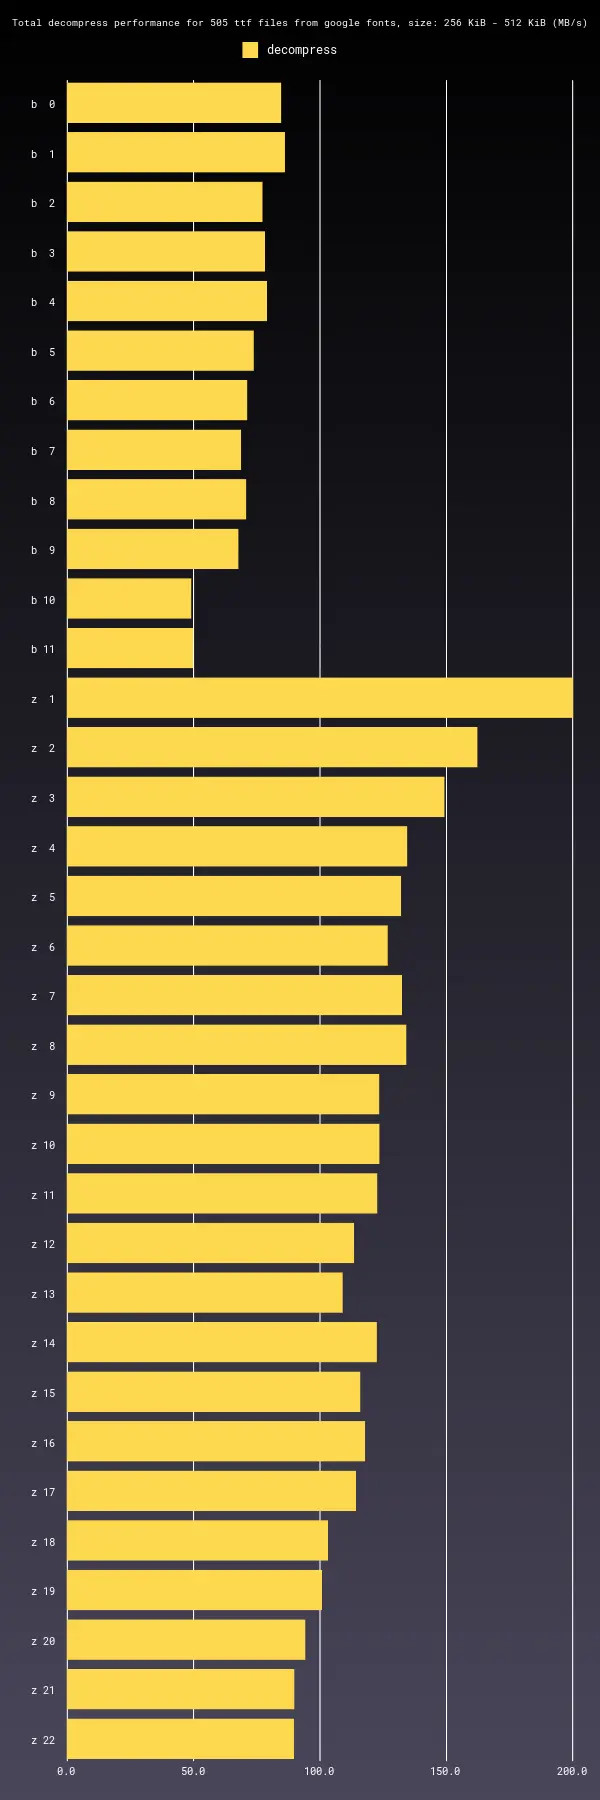 Total decompress performance for 505 ttf files from google fonts, size: 256 KiB - 512 KiB (MB/s)
decompress
b  0
b  1
b  2
b  3
b  4
b  5
b  6
b  7
b  8
b  9
b 10
b 11
z  1
z  2
z  3
z  4
z  5
z  6
z  7
z  8
z  9
z 10
z 11
z 12
z 13
z 14
z 15
z 16
z 17
z 18
z 19
z 20
z 21
z 22
0.0 50.0 100.0 150.0 200.0